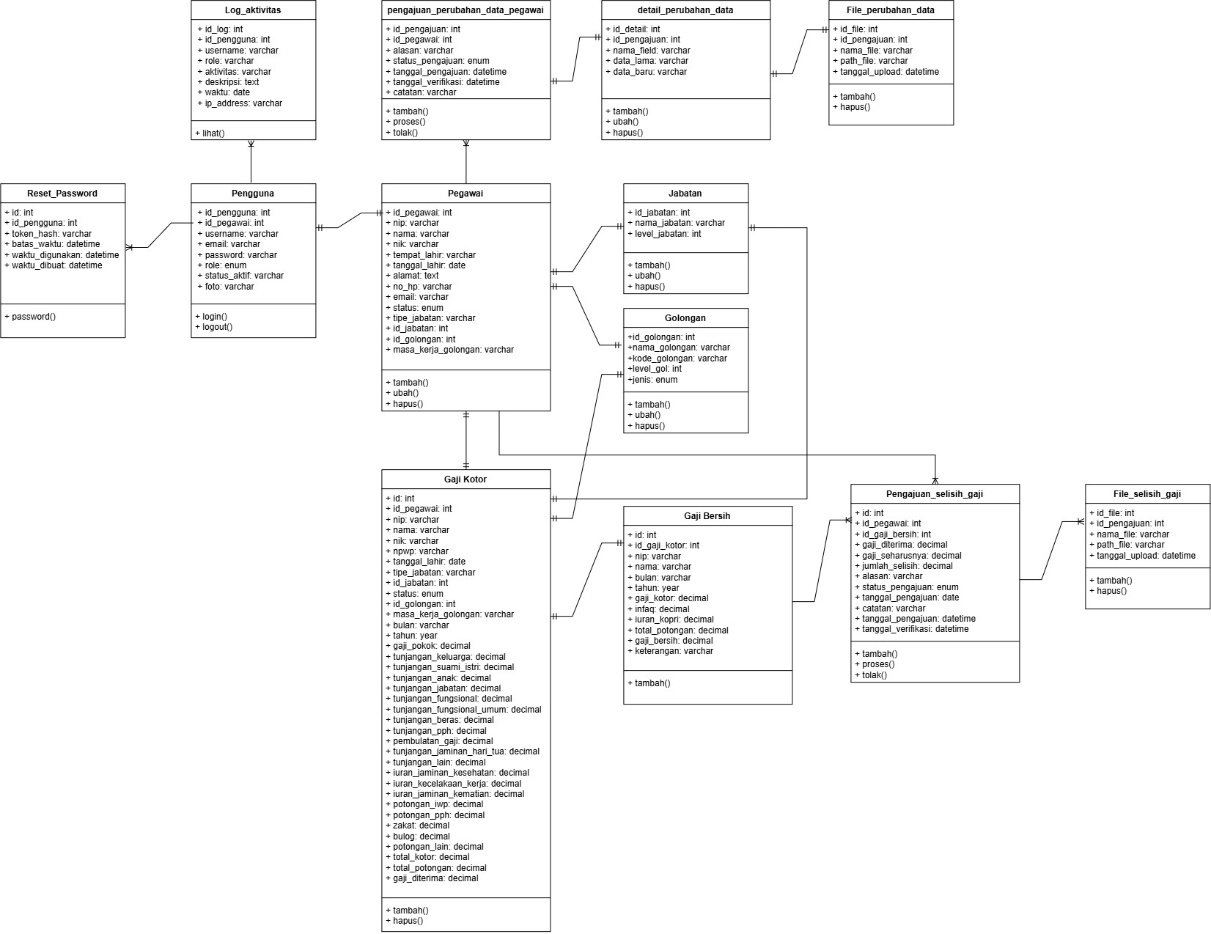 Log_aktivitas
+ id_log: int
+ id_pengguna: int
+ username: varchar
+ role: varchar
+ aktivitas: varchar
+ deskripsi: text
+ waktu: date
+ ip_address: varchar
+ lihat()
pengajuan_perubahan_data_pegawai
+ id_pengajuan: int
+ id_pegawai: int
+ alasan: varchar
+ status_pengajuan: enum
+ tanggal_pengajuan: datetime
+ tanggal_verifikasi: datetime
+ catatan: varchar
+ tambah()
+ proses()
+ tolak()
detail_perubahan_data
+ id_detail: int
+ id_pengajuan: int
+ nama_field: varchar
+ data_lama: varchar
+ data_baru: varchar
+ tambah()
+ ubah()
+ hapus()
File_perubahan_data
+ id_file: int
+ id_pengajuan: int
+ nama_file: varchar
+ path_file: varchar
+ tanggal_upload: datetime
+ tambah()
+ hapus()
Reset_Password
+ id: int
+ id_pengguna: int
+ token_hash: varchar
+ batas_waktu: datetime
+ waktu_digunakan: datetime
+ waktu_dibuat: datetime
+ password()
Pengguna
+ id_pengguna: int
+ id_pegawai: int
+ username: varchar
+ email: varchar
+ password: varchar
+ role: enum
+ status_aktif: varchar
+ foto: varchar
+ login()
+ logout()
Pegawai
+ id_pegawai: int
+ nip: varchar
+ nama: varchar
+ nik: varchar
+ tempat_lahir: varchar
+ tanggal_lahir: date
+ alamat: text
+ no_hp: varchar
+ email: varchar
+ status: enum
+ tipe_jabatan: varchar
+ id_jabatan: int
+ id_golongan: int
+ masa_kerja_golongan: varchar
+ tambah()
+ ubah()
+ hapus()
Jabatan
+ id_jabatan: int
+ nama_jabatan: varchar
+ level_jabatan: int
+ tambah()
+ ubah()
+ hapus()
Golongan
+id_golongan: int
+nama_golongan: varchar
+kode_golongan: varchar
+level_gol: int
+jenis: enum
+ tambah()
+ ubah()
+ hapus()
Gaji Kotor
+ id: int
+ id_pegawai: int
+ nip: varchar
+ nama: varchar
+ nik: varchar
+ npwp: varchar
+ tanggal_lahir: date
+ tipe_jabatan: varchar
+ id_jabatan: int
+ status: enum
+ id_golongan: int
+ masa_kerja_golongan: varchar
+ bulan: varchar
+ tahun: year
+ gaji_pokok: decimal
+ tunjangan_keluarga: decimal
+ tunjangan_suami_istri: decimal
+ tunjangan_anak: decimal
+ tunjangan_jabatan: decimal
+ tunjangan_fungsional: decimal
+ tunjangan_fungsional_umum: decimal
+ tunjangan_beras: decimal
+ tunjangan_pph: decimal
+ pembulatan_gaji: decimal
+ tunjangan_jaminan_hari_tua: decimal
+ tunjangan_lain: decimal
+ iuran_jaminan_kesehatan: decimal
+ iuran_kecelakaan_kerja: decimal
+ iuran_jaminan_kematian: decimal
+ potongan_iwp: decimal
+ potongan_pph: decimal
+ zakat: decimal
+ bulog: decimal
+ potongan_lain: decimal
+ total_kotor: decimal
+ total_potongan: decimal
+ gaji_diterima: decimal
+ tambah()
+ hapus()
Gaji Bersih
+ id: int
+ id_gaji_kotor: int
+ nip: varchar
+ nama: varchar
+ bulan: varchar
+ tahun: year
+ gaji_kotor: decimal
+ infaq: decimal
+ iuran_kopri: decimal
+ total_potongan: decimal
+ gaji_bersih: decimal
+ keterangan: varchar
+ tambah()
Pengajuan_selisih_gaji
+ id: int
+ id_pegawai: int
+ id_gaji_bersih: int
+ gaji_diterima: decimal
+ gaji_seharusnya: decimal
+ jumlah_selisih: decimal
+ alasan: varchar
+ status_pengajuan: enum
+ tanggal_pengajuan: date
+ catatan: varchar
+ tanggal_pengajuan: datetime
+ tanggal_verifikasi: datetime
+ tambah()
+ proses()
+ tolak()
File_selisih_gaji
+ id_file: int
+ id_pengajuan: int
+ nama_file: varchar
+ path_file: varchar
+ tanggal_upload: datetime
+ tambah()
+ hapus()